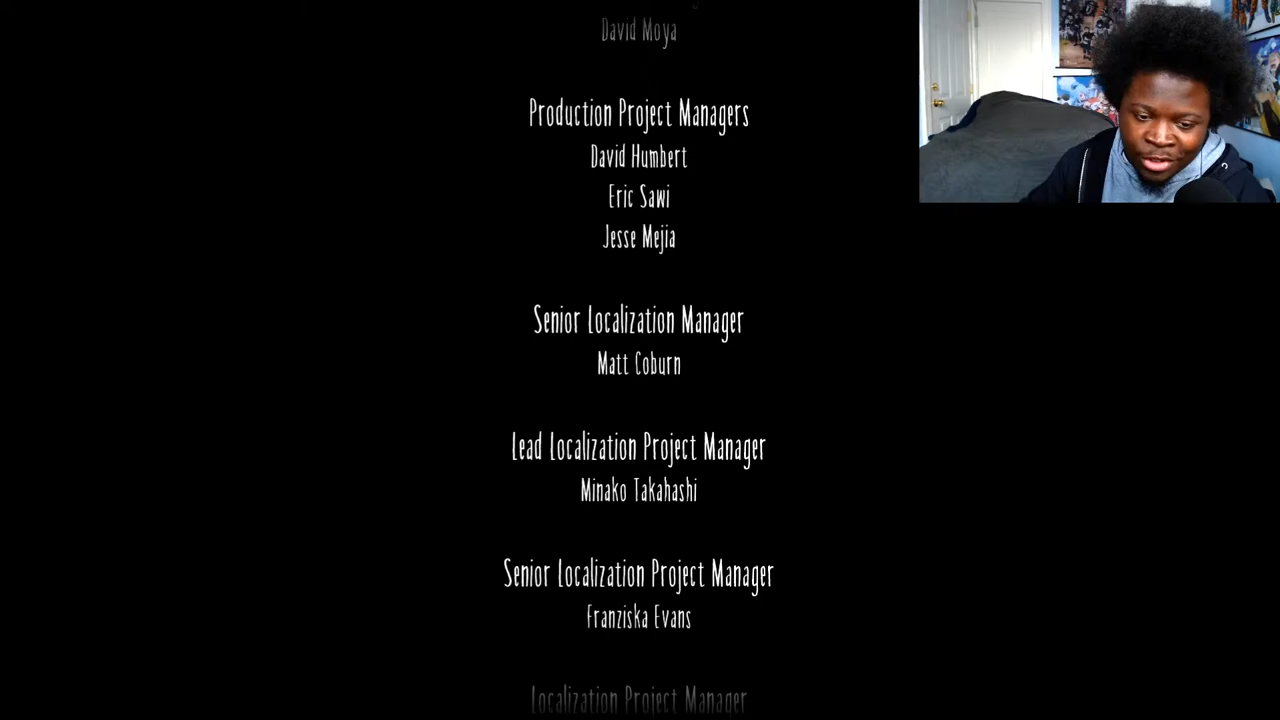 David Moya
Production Project Managers
David Humbert
Eric Sawi
Jesse Mejia
Senior Localization Manager
Matt Coburn
Lead Localization Project Manager
Minako Takahashi
Senior Localization Project Manager
Franziska Evans
Localization Project Manager